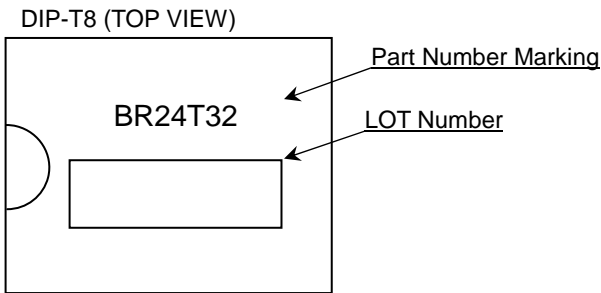 DIP-T8 (TOP VIEW)
Part Number Marking
BR24T32
LOT Number